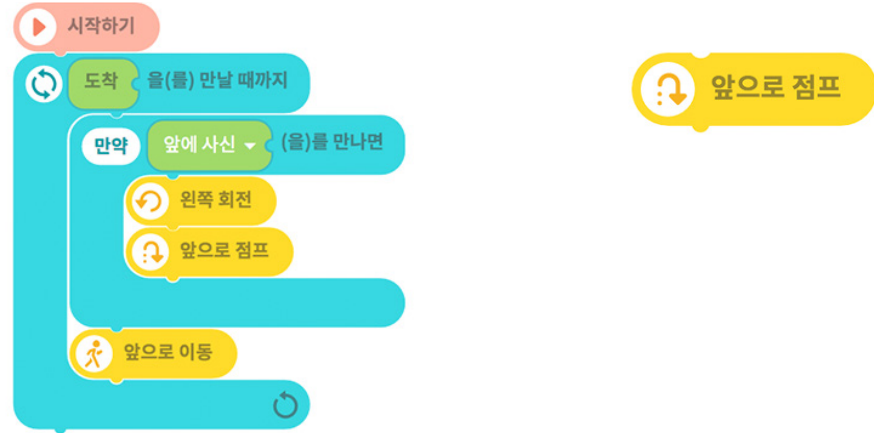 시작하기
도착 을(를) 만날 때까지
만약 앞에 사신 (을)를 만나면
왼쪽 회전
앞으로 점프
앞으로 이동
앞으로 점프